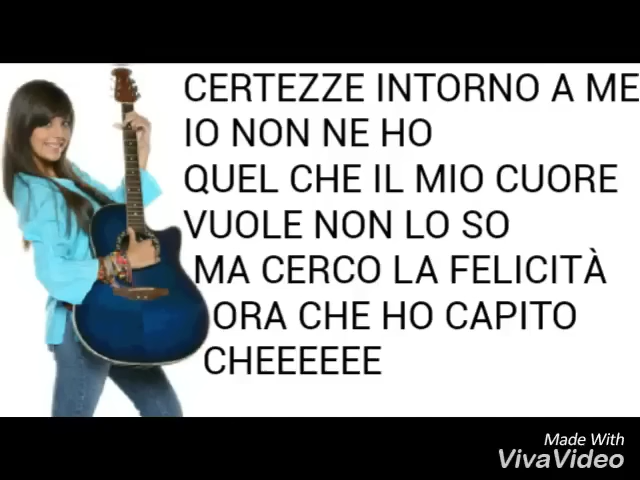 CERTEZZE INTORNO A ME
IO NON NE HO
QUEL CHE IL MIO CUORE
VUOLE NON LO SO
MA CERCO LA FELICITÀ
ORA CHE HO CAPITO
CHEEEEEE
Made With
VivaVideo